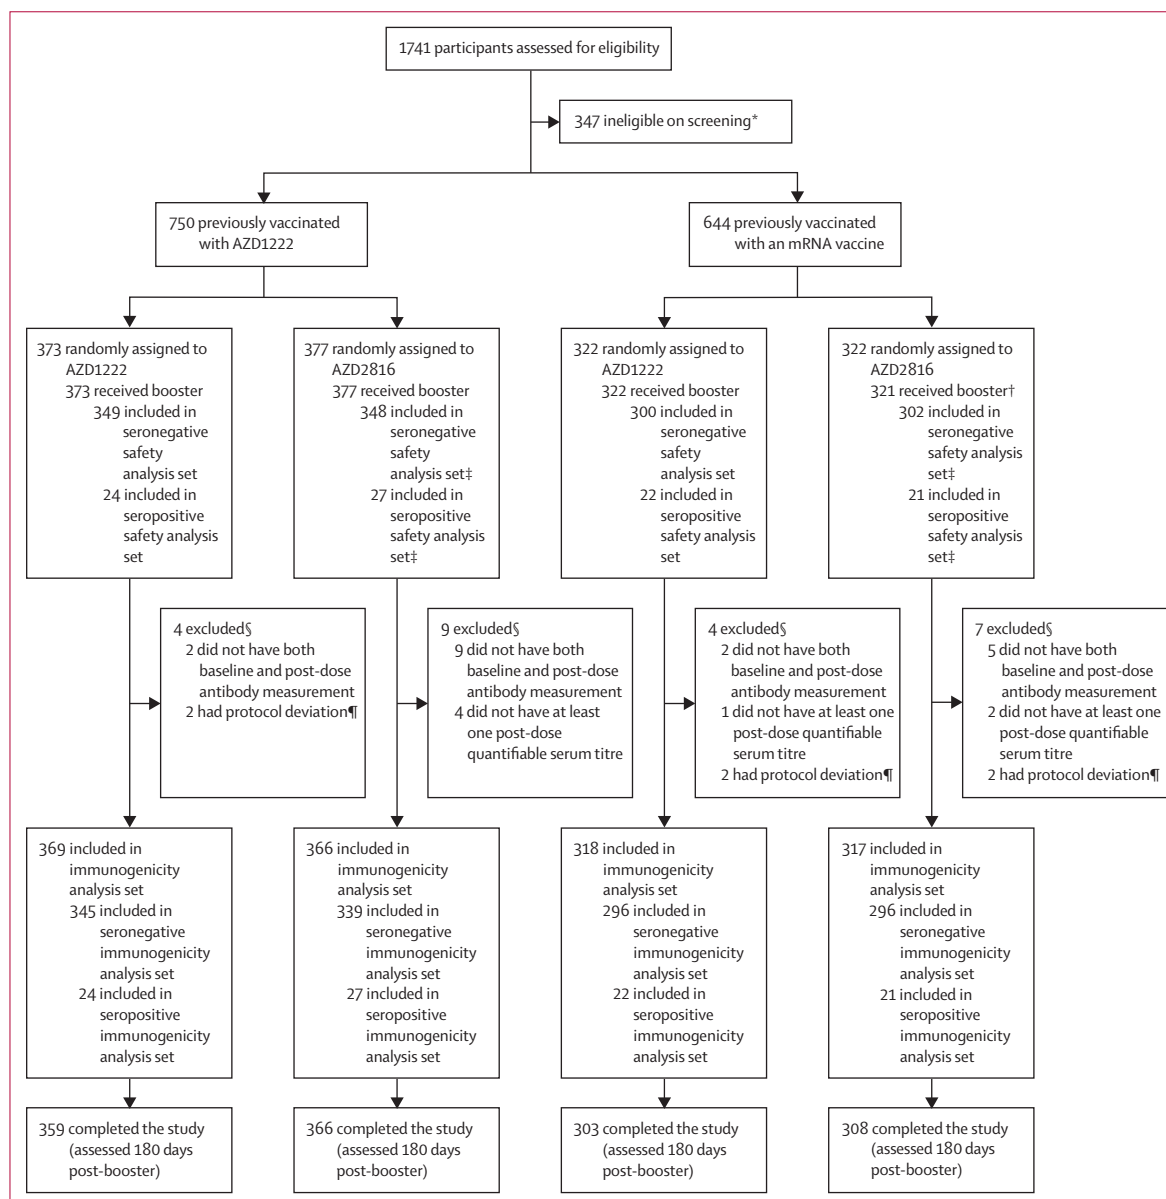 1741 participants assessed for eligibility
347 ineligible on screening*
750 previously vaccinated
with AZD1222
644 previously vaccinated
with an mRNA vaccine
373 randomly assigned to
AZD1222
373 received booster
349 included in
seronegative
safety
analysis set
24 included in
seropositive
safety analysis
set
377 randomly assigned to
AZD2816
377 received booster
348 included in
seronegative
safety
analysis set‡
27 included in
seropositive
safety analysis
set‡
322 randomly assigned to
AZD1222
322 received booster
300 included in
seronegative
safety
analysis set
22 included in
seropositive
safety analysis
set
322 randomly assigned to
AZD2816
321 received booster†
302 included in
seronegative
safety analysis
set‡
21 included in
seropositive
safety analysis
set‡
4 excluded§
2 did not have both
baseline and post-dose
antibody measurement
2 had protocol deviation¶
9 excluded§
9 did not have both
baseline and post-dose
antibody measurement
4 did not have at least
one post-dose
quantifiable serum titre
4 excluded§
2 did not have both
baseline and post-dose
antibody measurement
1 did not have at least one
post-dose quantifiable
serum titre
2 had protocol deviation¶
7 excluded§
5 did not have both
baseline and post-dose
antibody measurement
2 did not have at least one
post-dose quantifiable
serum titre
2 had protocol deviation¶
369 included in
immunogenicity
analysis set
345 included in
seronegative
immunogenicity
analysis set
24 included in
seropositive
immunogenicity
analysis set
366 included in
immunogenicity
analysis set
339 included in
seronegative
immunogenicity
analysis set
27 included in
seropositive
immunogenicity
analysis set
318 included in
immunogenicity
analysis set
296 included in
seronegative
immunogenicity
analysis set
22 included in
seropositive
immunogenicity
analysis set
317 included in
immunogenicity
analysis set
296 included in
seronegative
immunogenicity
analysis set
21 included in
seropositive
immunogenicity
analysis set
359 completed the study
(assessed 180 days
post-booster)
366 completed the study
(assessed 180 days
post-booster)
303 completed the study
(assessed 180 days
post-booster)
308 completed the study
(assessed 180 days
post-booster)